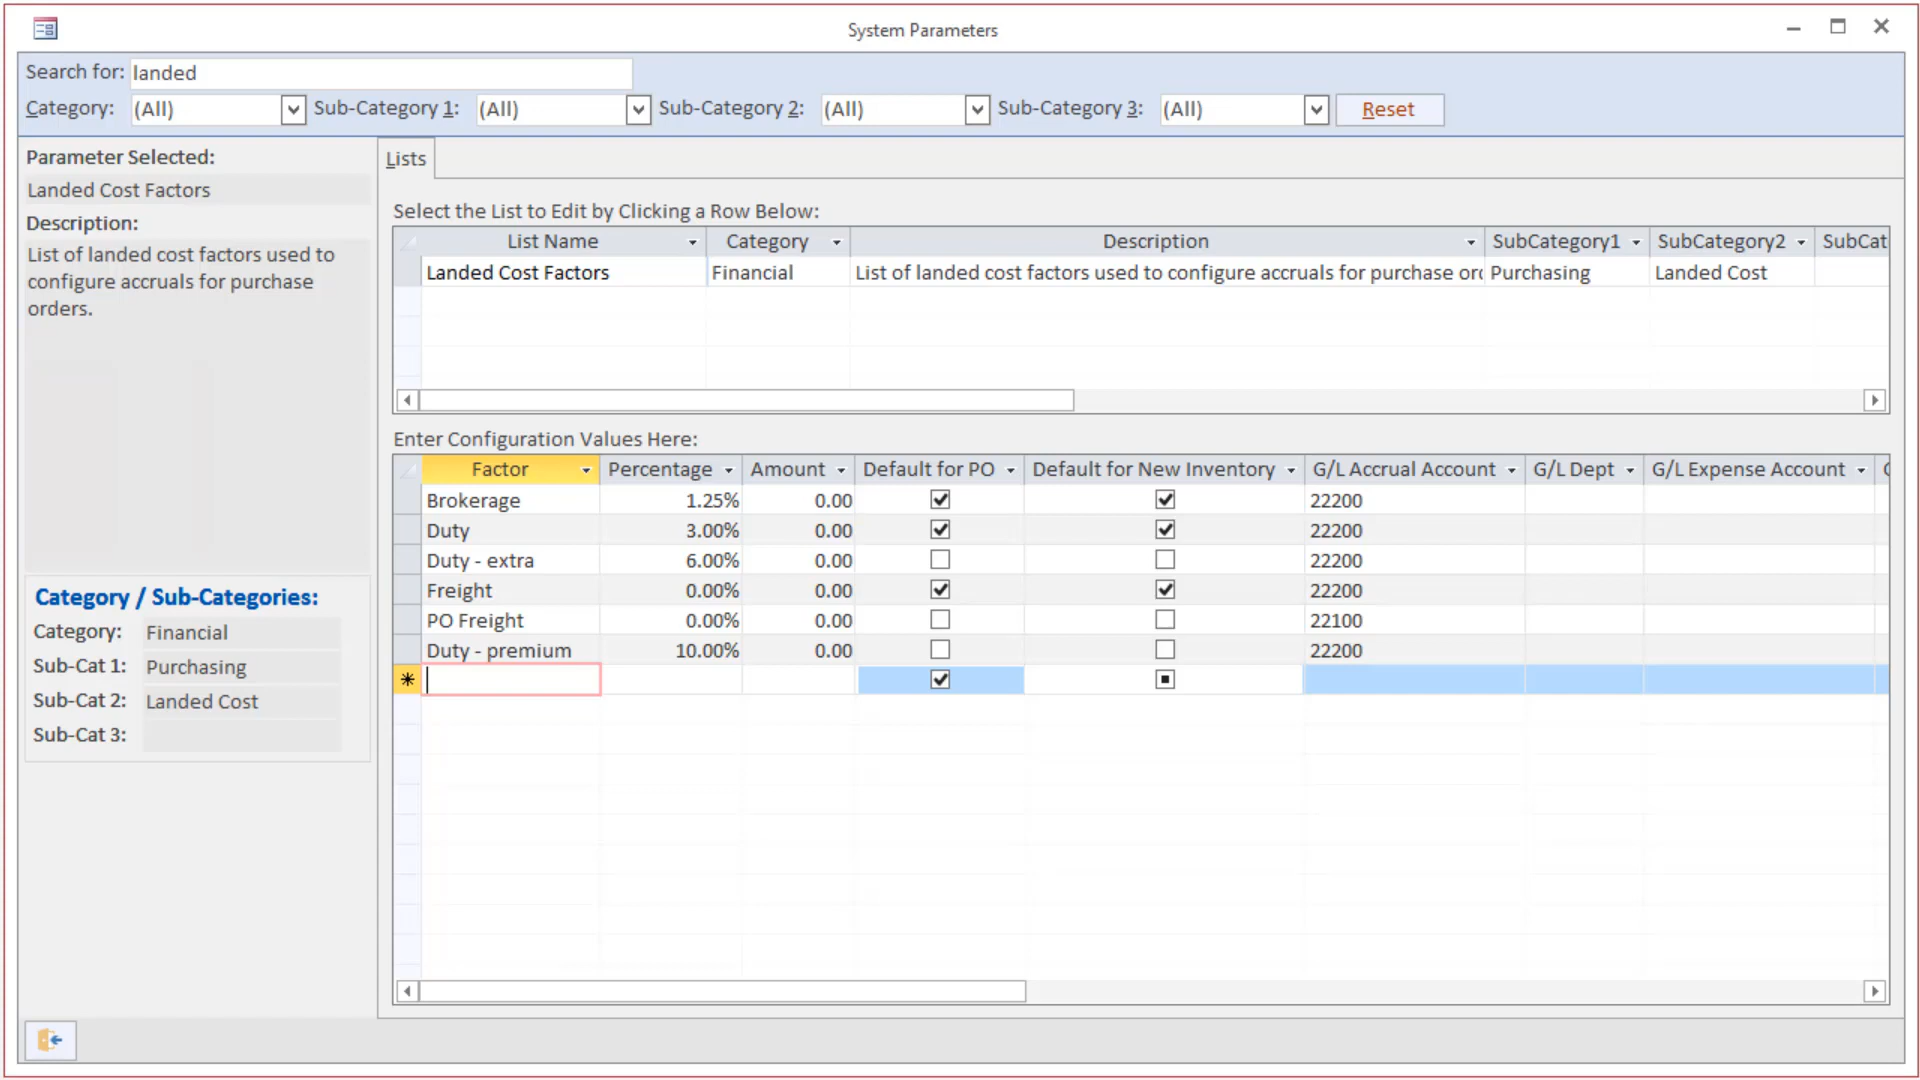 System Parameters
Search for: landed
Category: (All) Sub-Category 1: (All) Sub-Category 2: (All) Sub-Category 3: (All) Reset
Parameter Selected:
Landed Cost Factors
Description:
List of landed cost factors used to
configure accruals for purchase
orders.
Category / Sub-Categories:
Category: Financial
Sub-Cat 1: Purchasing
Sub-Cat 2: Landed Cost
Sub-Cat 3:
Lists
Select the List to Edit by Clicking a Row Below:
List Name Category Description SubCategory1 SubCategory2 SubCat
Landed Cost Factors Financial List of landed cost factors used to configure accruals for purchase ord Purchasing Landed Cost
Enter Configuration Values Here:
Factor Percentage Amount Default for PO Default for New Inventory G/L Accrual Account G/L Dept G/L Expense Account
Brokerage 1.25% 0.00 22200
Duty 3.00% 0.00 22200
Duty - extra 6.00% 0.00 22200
Freight 0.00% 0.00 22200
PO Freight 0.00% 0.00 22100
Duty - premium 10.00% 0.00 22200